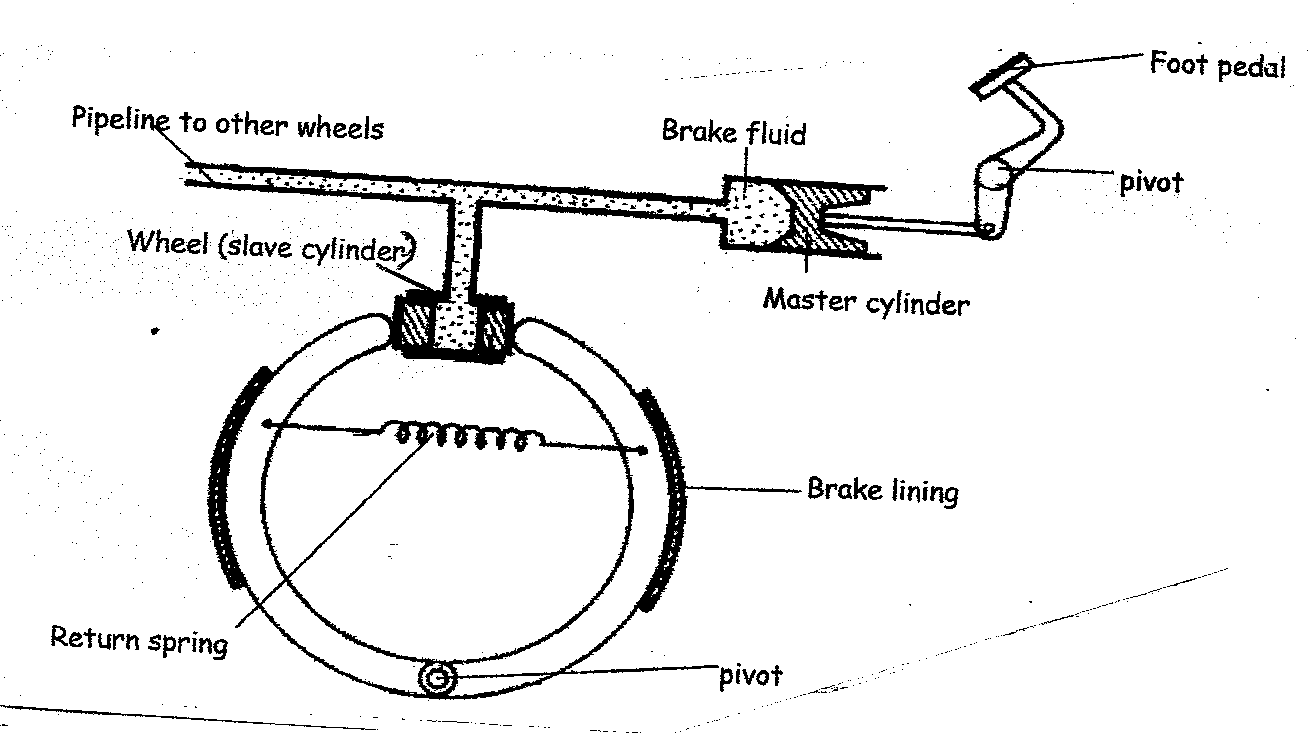 Foot pedal
Pipeline to other wheels
Brake fluid
pivot
Wheel (slave cylinder)
Master cylinder
Brake lining
Return spring
pivot